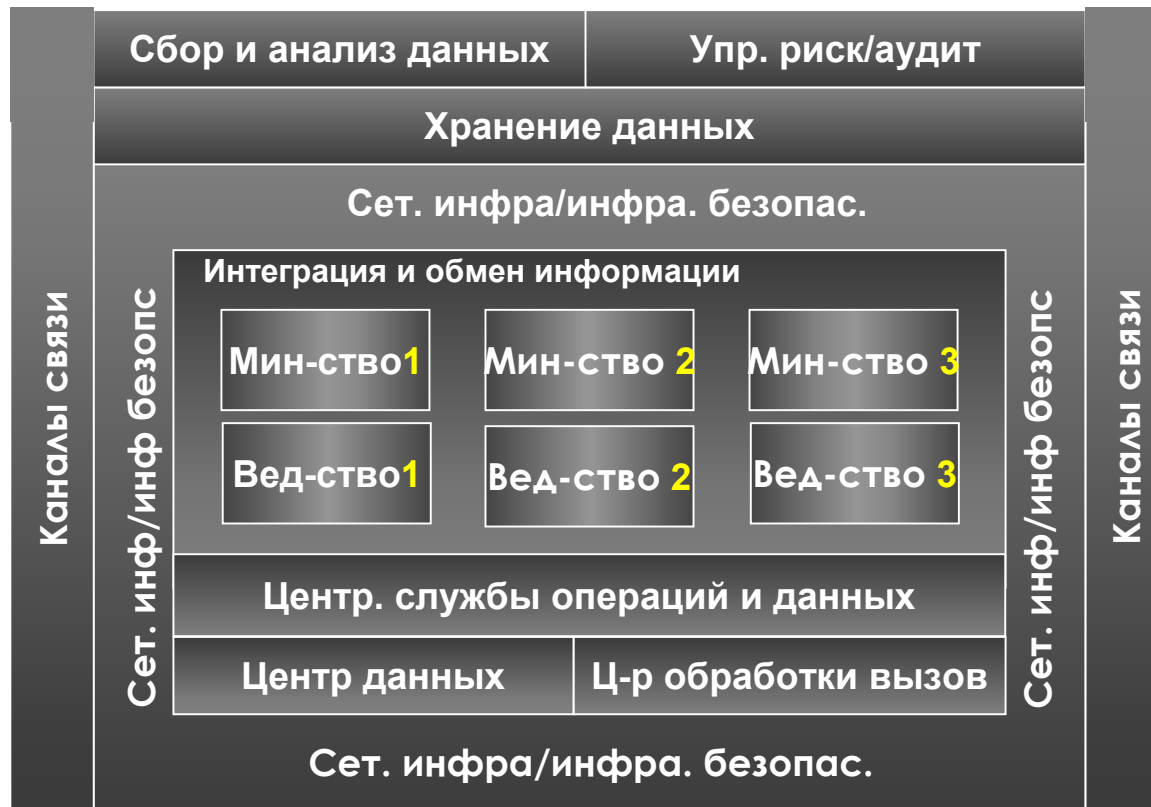 Сбор и анализ данных
Упр. риск/аудит
Хранение данных
Сет. инфра/инфра. безопас.
Каналы связи
Сет. инф/инф безопс
Интеграция и обмен информации
Мин-ство1
Мин-ство 2
Мин-ство 3
Вед-ство1
Вед-ство 2
Вед-ство 3
Центр. службы операций и данных
Центр данных
Ц-р обработки вызов
Сет. инф/инф безопс
Каналы связи
Сет. инфра/инфра. безопас.